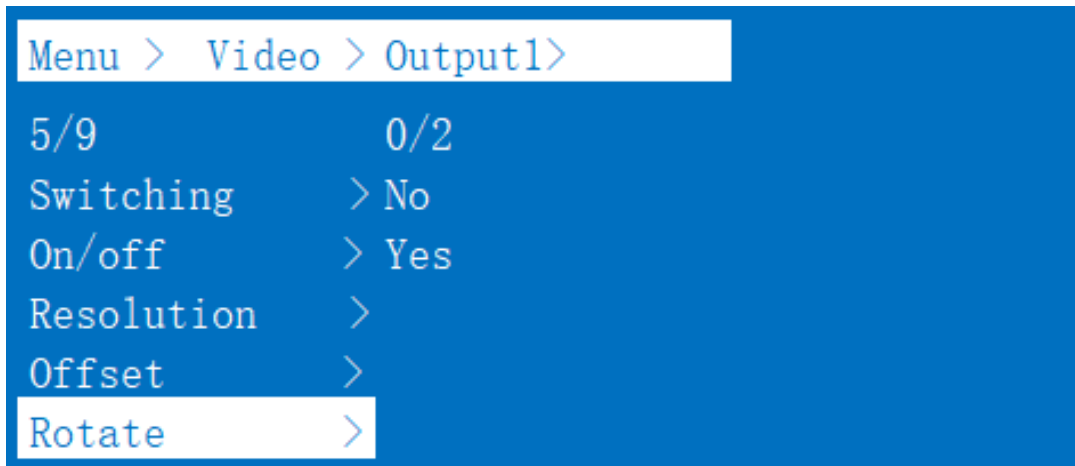 Menu > Video > Output1>
5/9 0/2
Switching > No
On/off > Yes
Resolution >
Offset >
Rotate >